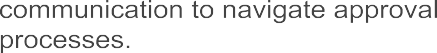 communication to navigate approval
processes.